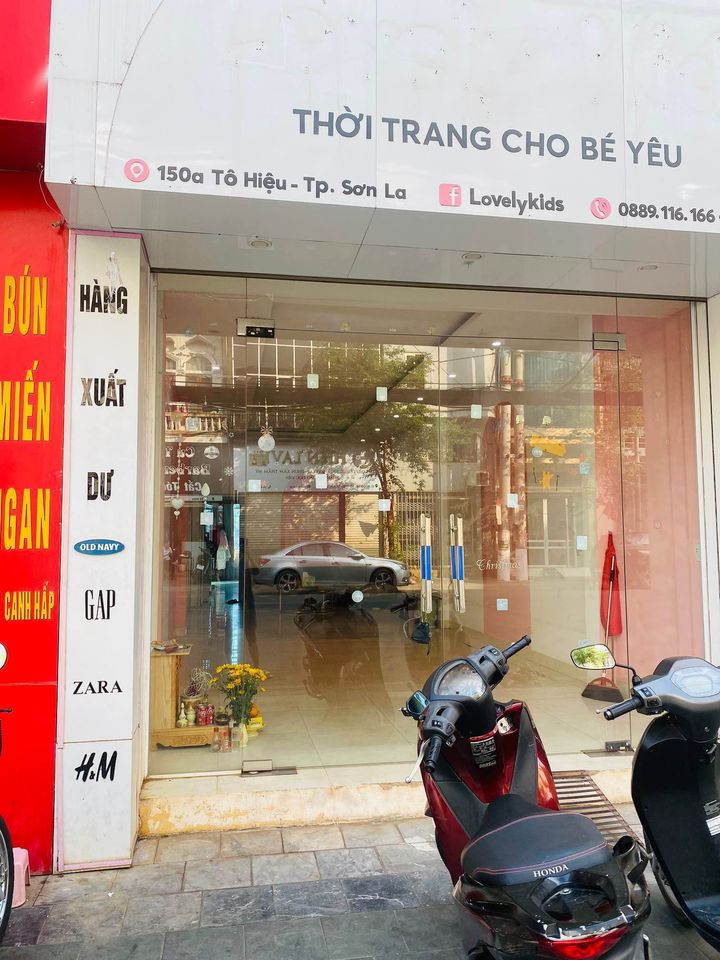 THỜI TRANG CHO BÉ YÊU
150a Tô Hiệu - Tp. Sơn La
Lovelykids
0889.116.166
BÚN
MIẾN
NGAN
CANH HẤP
HÀNG
XUẤT
DƯ
OLD NAVY
GAP
ZARA
H&M
Christmas
HONDA